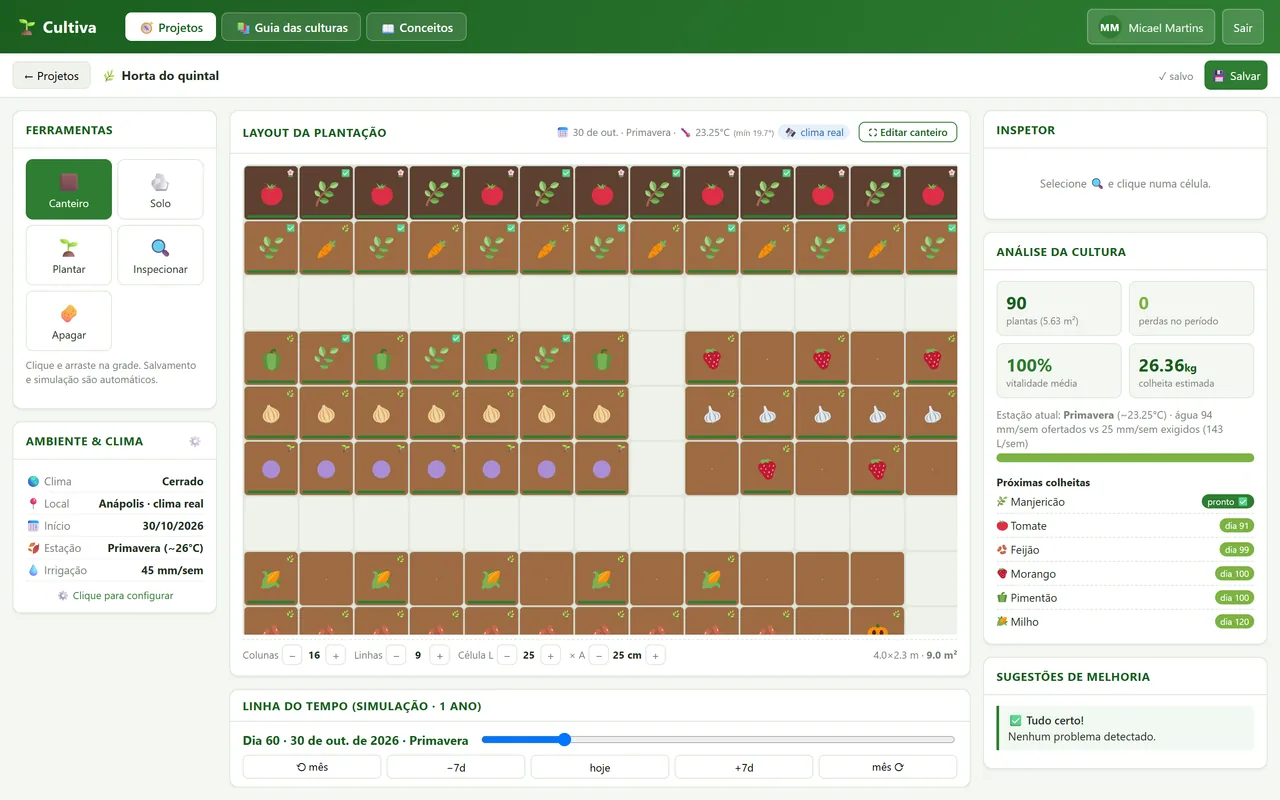 Cultiva
Projetos
Guia das culturas
Conceitos
MM Micael Martins
Sair
← Projetos
Horta do quintal
✓ salvo
Salvar
FERRAMENTAS
Canteiro
Solo
Plantar
Inspecionar
Apagar
Clique e arraste na grade. Salvamento
e simulação são automáticos.
AMBIENTE & CLIMA
Clima Cerrado
Local Anápolis · clima real
Início 30/10/2026
Estação Primavera (~26°C)
Irrigação 45 mm/sem
Clique para configurar
LAYOUT DA PLANTAÇÃO
30 de out. · Primavera · 23.25°C (mín 19.7°)
clima real
Editar canteiro
Colunas − 16 + Linhas − 9 + Célula L − 25 + × A − 25 cm +
4.0×2.3 m · 9.0 m²
LINHA DO TEMPO (SIMULAÇÃO · 1 ANO)
Dia 60 · 30 de out. de 2026 · Primavera
mês
−7d
hoje
+7d
mês
INSPETOR
Selecione 🔍 e clique numa célula.
ANÁLISE DA CULTURA
90
plantas (5.63 m²)
0
perdas no período
100%
vitalidade média
26.36kg
colheita estimada
Estação atual: Primavera (~23.25°C) · água 94
mm/sem ofertados vs 25 mm/sem exigidos (143
L/sem)
Próximas colheitas
Manjericão pronto ✅
Tomate dia 91
Feijão dia 99
Morango dia 100
Pimentão dia 100
Milho dia 120
SUGESTÕES DE MELHORIA
✅ Tudo certo!
Nenhum problema detectado.